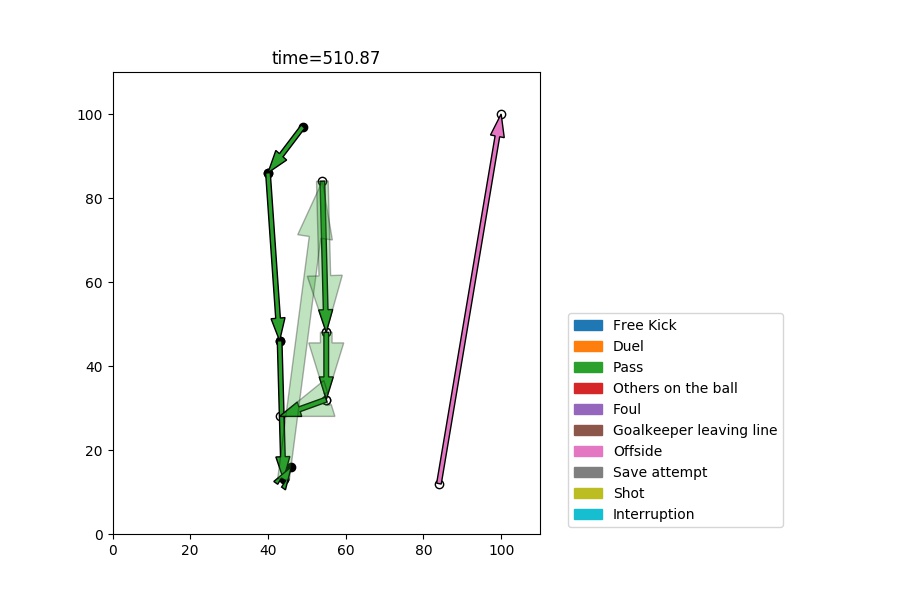 time=510.87
100
80
60
40
20
0
0 20 40 60 80 100
Free Kick
Duel
Pass
Others on the ball
Foul
Goalkeeper leaving line
Offside
Save attempt
Shot
Interruption